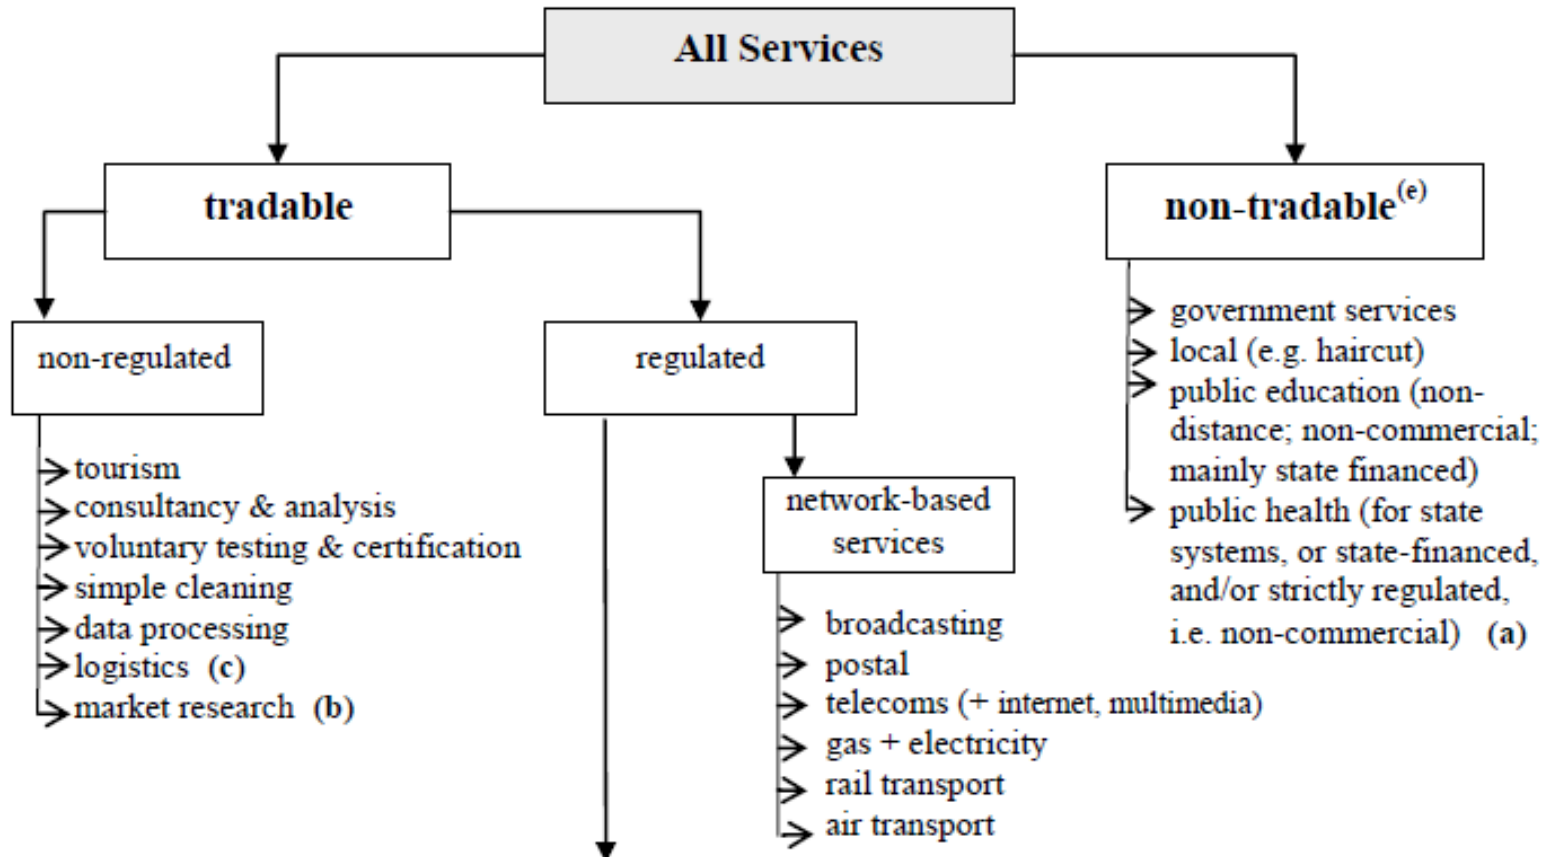 All Services
tradable
non-tradable(e)
non-regulated
regulated
tourism
consultancy & analysis
voluntary testing & certification
simple cleaning
data processing
logistics (c)
market research (b)
network-based
services
broadcasting
postal
telecoms (+ internet, multimedia)
gas + electricity
rail transport
air transport
government services
local (e.g. haircut)
public education (non-
distance; non-commercial;
mainly state financed)
public health (for state
systems, or state-financed,
and/or strictly regulated,
i.e. non-commercial) (a)